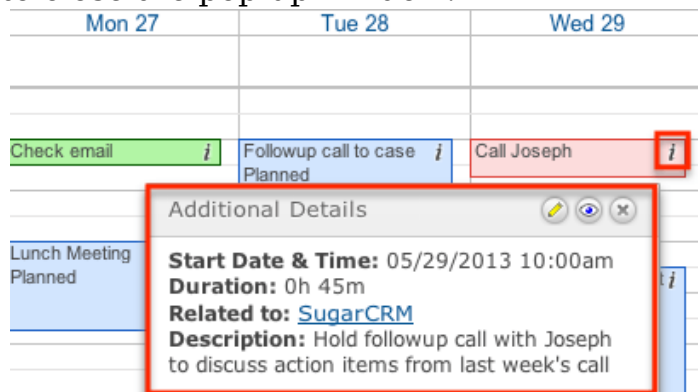 Mon 27 Tue 28 Wed 29
Check email i Followup call to case i Call Joseph i
Planned
Additional Details
Lunch Meeting
Planned
Start Date & Time: 05/29/2013 10:00am
Duration: 0h 45m
Related to: SugarCRM
Description: Hold followup call with Joseph
to discuss action items from last week's call
t i